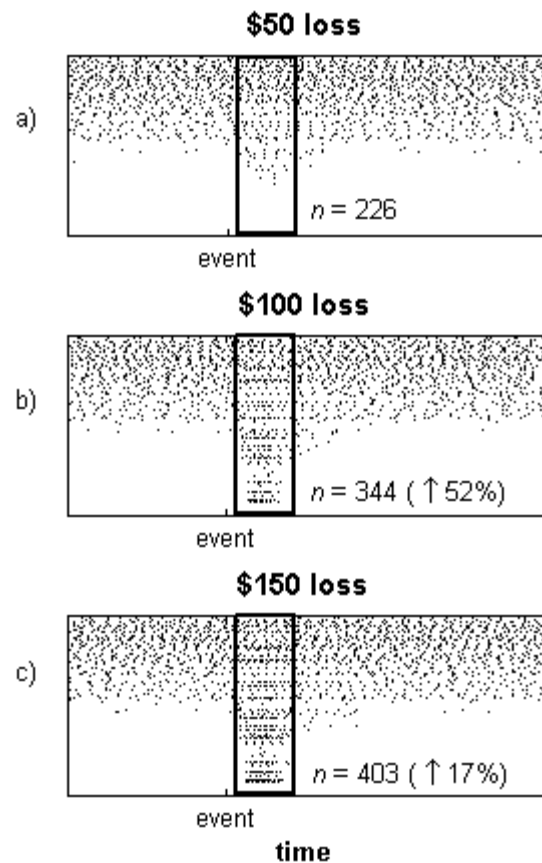 $50 loss
a)
n = 226
event
$100 loss
b)
n = 344 ( ↑ 52%)
event
$150 loss
c)
n = 403 ( ↑ 17%)
event
time